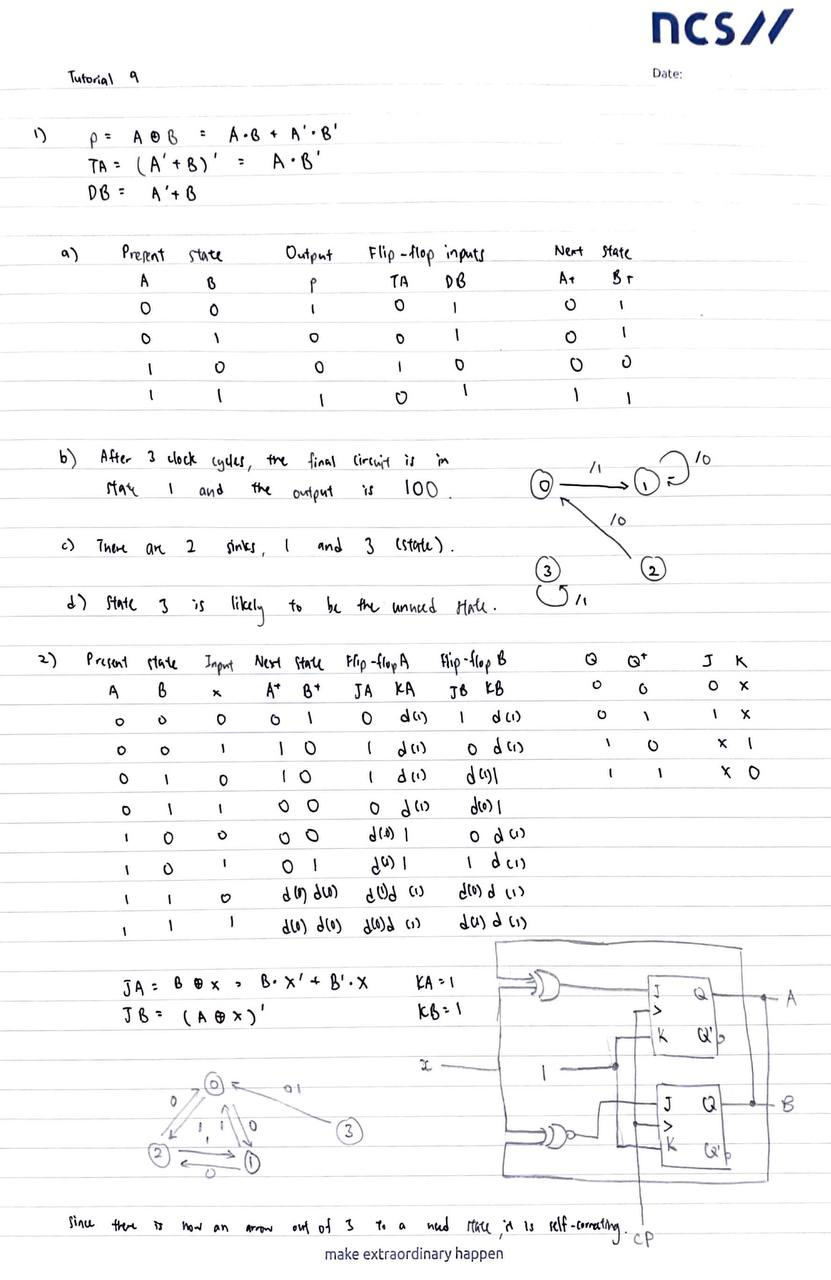 ncs//
Date:
Tutorial 9
1) P = A ⊙ B = A·B + A'·B'
TA = (A'+B)' = A·B'
DB = A'+B
a) Present state Output Flip-flop inputs Next state
A B P TA DB A+ B+
0 0 1 0 1 0 1
0 1 0 0 1 0 1
1 0 0 1 0 0 0
1 1 1 0 1 1 1
b) After 3 clock cycles, the final circuit is in
state 1 and the output is 100.
c) There are 2 sinks, 1 and 3 (state).
d) State 3 is likely to be the unused state.
0 /1 1 /0
/0
3 2
/1
2) Present state Input Next state Flip-flop A Flip-flop B Q Q+ J K
A B x A+ B+ JA KA JB KB 0 0 0 x
0 0 0 0 1 0 d(1) 1 d(1) 0 1 1 x
0 0 1 1 0 1 d(1) 0 d(1) 1 0 x 1
0 1 0 1 0 1 d(1) d(1) 1 1 1 x 0
0 1 1 0 0 0 d(1) d(0) 1
1 0 0 0 0 d(0) 1 0 d(1)
1 0 1 0 1 d(1) 1 1 d(1)
1 1 0 d(0) d(0) d(1) d(1) d(0) d(1)
1 1 1 d(0) d(0) d(0) d(1) d(1) d(1)
JA = B ⊕ x = B·x' + B'·x KA = 1
JB = (A ⊕ x)' KB = 1
J Q A
>
K Q'
x 1
J Q B
>
K Q'
CP
0 0 01
0 1 1 0 3
2 1 1
0
Since there is now an arrow out of 3 to a used state, it is self-correcting.
make extraordinary happen